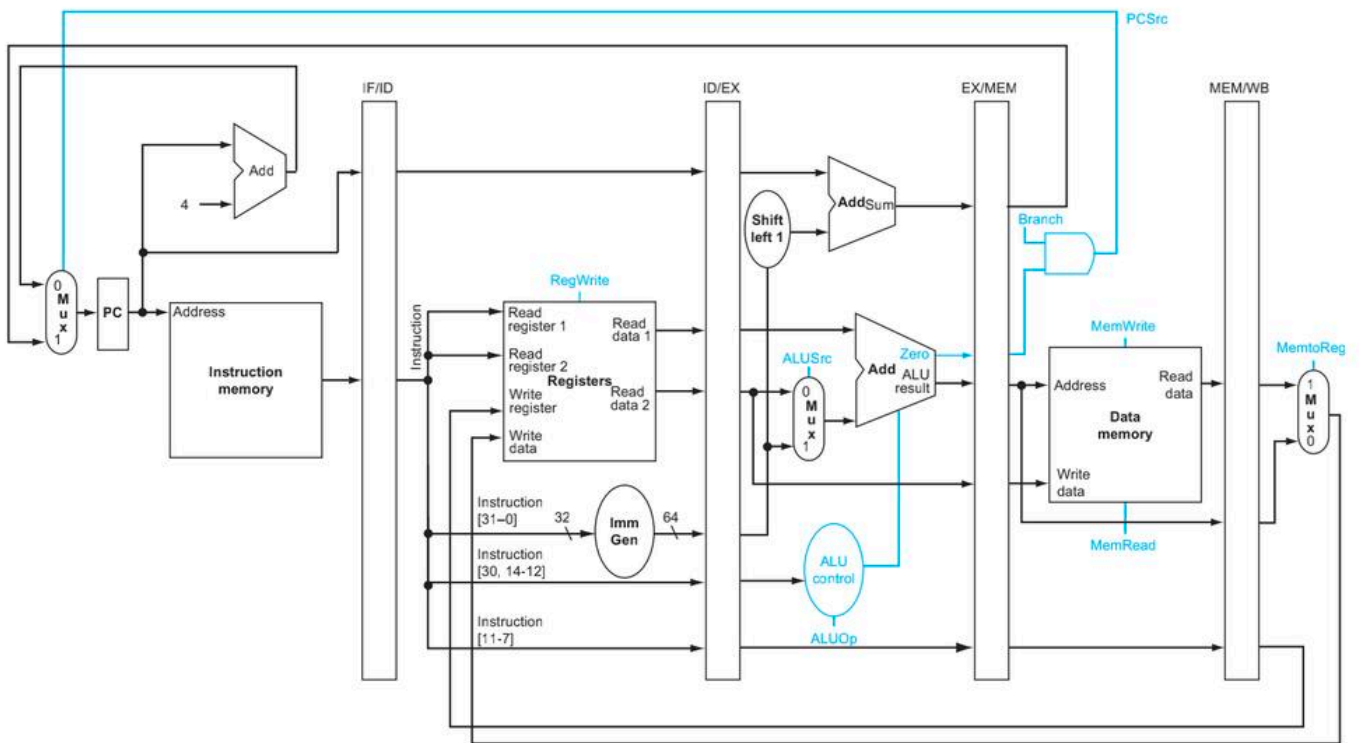 PCSrc
IF/ID
ID/EX
EX/MEM
MEM/WB
Add
4
Shift
left 1
Add Sum
Branch
0
M
u
x
1
PC
Address
Instruction
memory
Instruction
RegWrite
Read
register 1
Read
register 2
Write
register
Write
data
Registers
Read
data 1
Read
data 2
ALUSrc
0
M
u
x
1
Zero
Add
ALU
result
MemWrite
Address
Read
data
Data
memory
Write
data
MemRead
MemtoReg
1
M
u
x
0
Instruction
[31–0]
32
Imm
Gen
64
Instruction
[30, 14-12]
ALU
control
Instruction
[11-7]
ALUOp